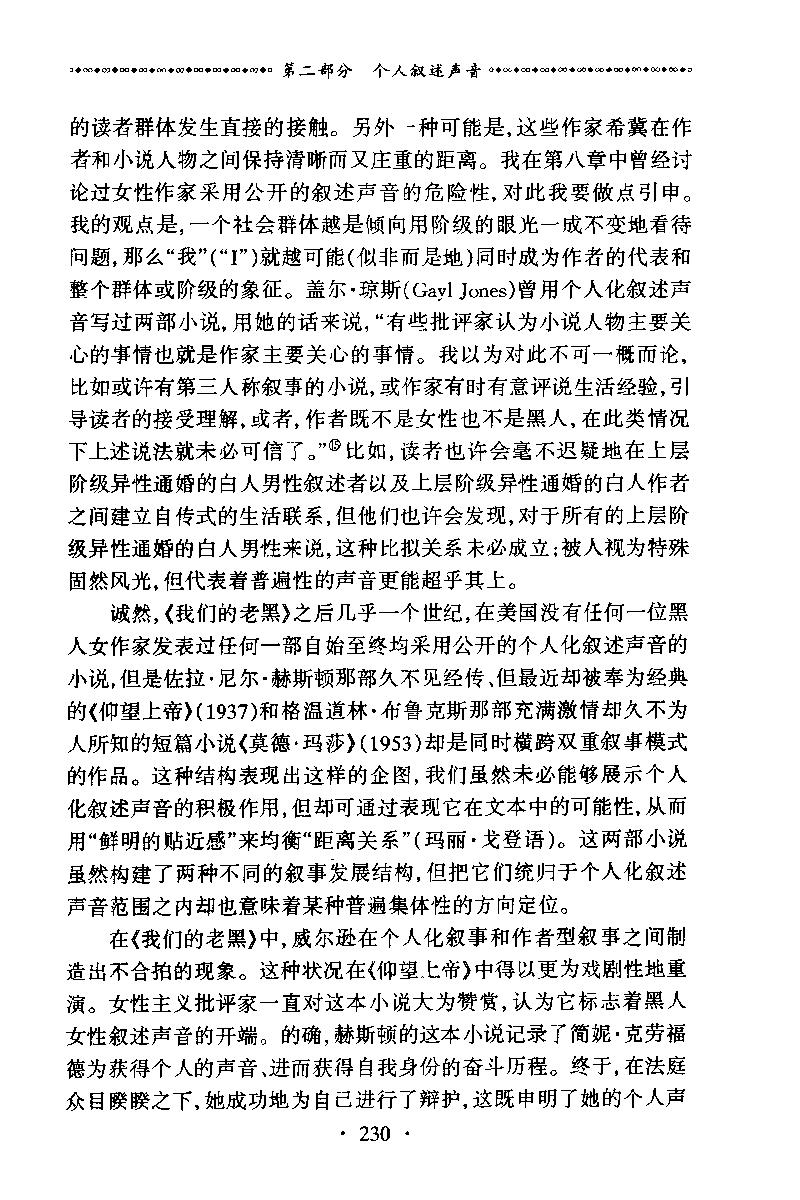 第二部分　个人叙述声音
的读者群体发生直接的接触。另外一种可能是,这些作家希冀在作
者和小说人物之间保持清晰而又庄重的距离。我在第八章中曾经讨
论过女性作家采用公开的叙述声音的危险性,对此我要做点引申。
我的观点是,一个社会群体越是倾向用阶级的眼光一成不变地看待
问题,那么“我”(“I”)就越可能(似非而是地)同时成为作者的代表和
整个群体或阶级的象征。盖尔·琼斯(Gayl Jones)曾用个人化叙述声
音写过两部小说,用她的话来说,“有些批评家认为小说人物主要关
心的事情也就是作家主要关心的事情。我以为对此不可一概而论,
比如或许有第三人称叙事的小说,或作家有时有意评说生活经验,引
导读者的接受理解,或者,作者既不是女性也不是黑人,在此类情况
下上述说法就未必可信了。”⑮比如,读者也许会毫不迟疑地在上层
阶级异性通婚的白人男性叙述者以及上层阶级异性通婚的白人作者
之间建立自传式的生活联系,但他们也许会发现,对于所有的上层阶
级异性通婚的白人男性来说,这种比拟关系未必成立;被人视为特殊
固然风光,但代表着普遍性的声音更能超乎其上。
诚然,《我们的老黑》之后几乎一个世纪,在美国没有任何一位黑
人女作家发表过任何一部自始至终均采用公开的个人化叙述声音的
小说,但是佐拉·尼尔·赫斯顿那部久不见经传、但最近却被奉为经典
的《仰望上帝》(1937)和格温道林·布鲁克斯那部充满激情却久不为
人所知的短篇小说《莫德·玛莎》(1953)却是同时横跨双重叙事模式
的作品。这种结构表现出这样的企图,我们虽然未必能够展示个人
化叙述声音的积极作用,但却可通过表现它在文本中的可能性,从而
用“鲜明的贴近感”来均衡“距离关系”(玛丽·戈登语)。这两部小说
虽然构建了两种不同的叙事发展结构,但把它们统归于个人化叙述
声音范围之内却也意味着某种普遍集体性的方向定位。
在《我们的老黑》中,威尔逊在个人化叙事和作者型叙事之间制
造出不合拍的现象。这种状况在《仰望上帝》中得以更为戏剧性地重
演。女性主义批评家一直对这本小说大为赞赏,认为它标志着黑人
女性叙述声音的开端。的确,赫斯顿的这本小说记录了简妮·克劳福
德为获得个人的声音、进而获得自我身份的奋斗历程。终于,在法庭
众目睽睽之下,她成功地为自己进行了辩护,这既申明了她的个人声
· 230 ·